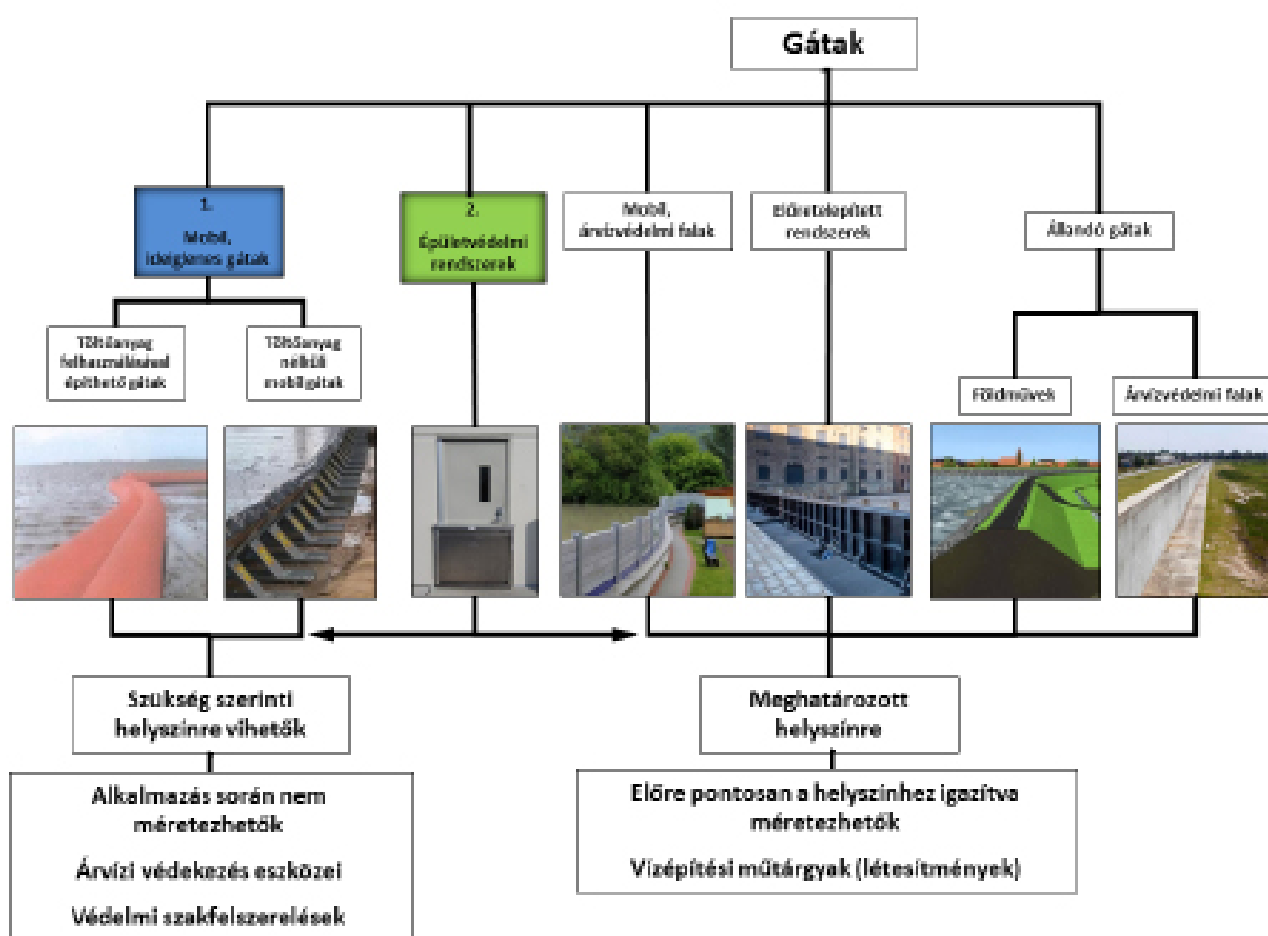 Gátak
1.
Mobil,
ideiglenes gátak
2.
Épületvédelmi
rendszerek
Mobil,
árvízvédelmi falak
Előretelepített
rendszerek
Állandó gátak
Töltőanyag
felhasználásával
építhető gátak
Töltőanyag
nélküli
mobilgátak
Földművek
Árvízvédelmi falak
Szükség szerinti
helyszínre vihetők
Meghatározott
helyszínre
Alkalmazás során nem
méretezhetők
Árvízi védekezés eszközei
Védelmi szakfelszerelések
Előre pontosan a helyszínhez igazítva
méretezhetők
Vízépítési műtárgyak (létesítmények)